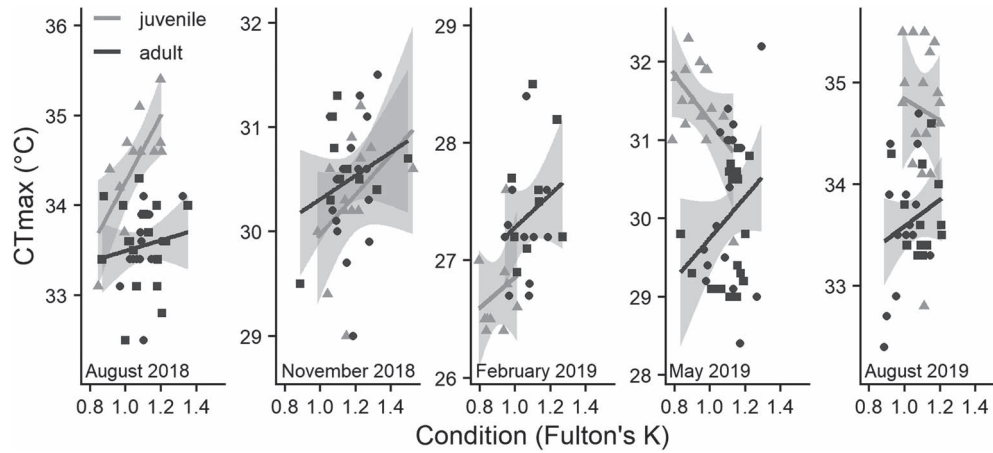 juvenile
adult
CTmax (°C)
36
35
34
33
August 2018
0.8 1.0 1.2 1.4
32
31
30
29
November 2018
0.8 1.0 1.2 1.4
29
28
27
26
February 2019
0.8 1.0 1.2 1.4
32
31
30
29
28
May 2019
0.8 1.0 1.2 1.4
35
34
33
August 2019
0.8 1.0 1.2 1.4
Condition (Fulton's K)